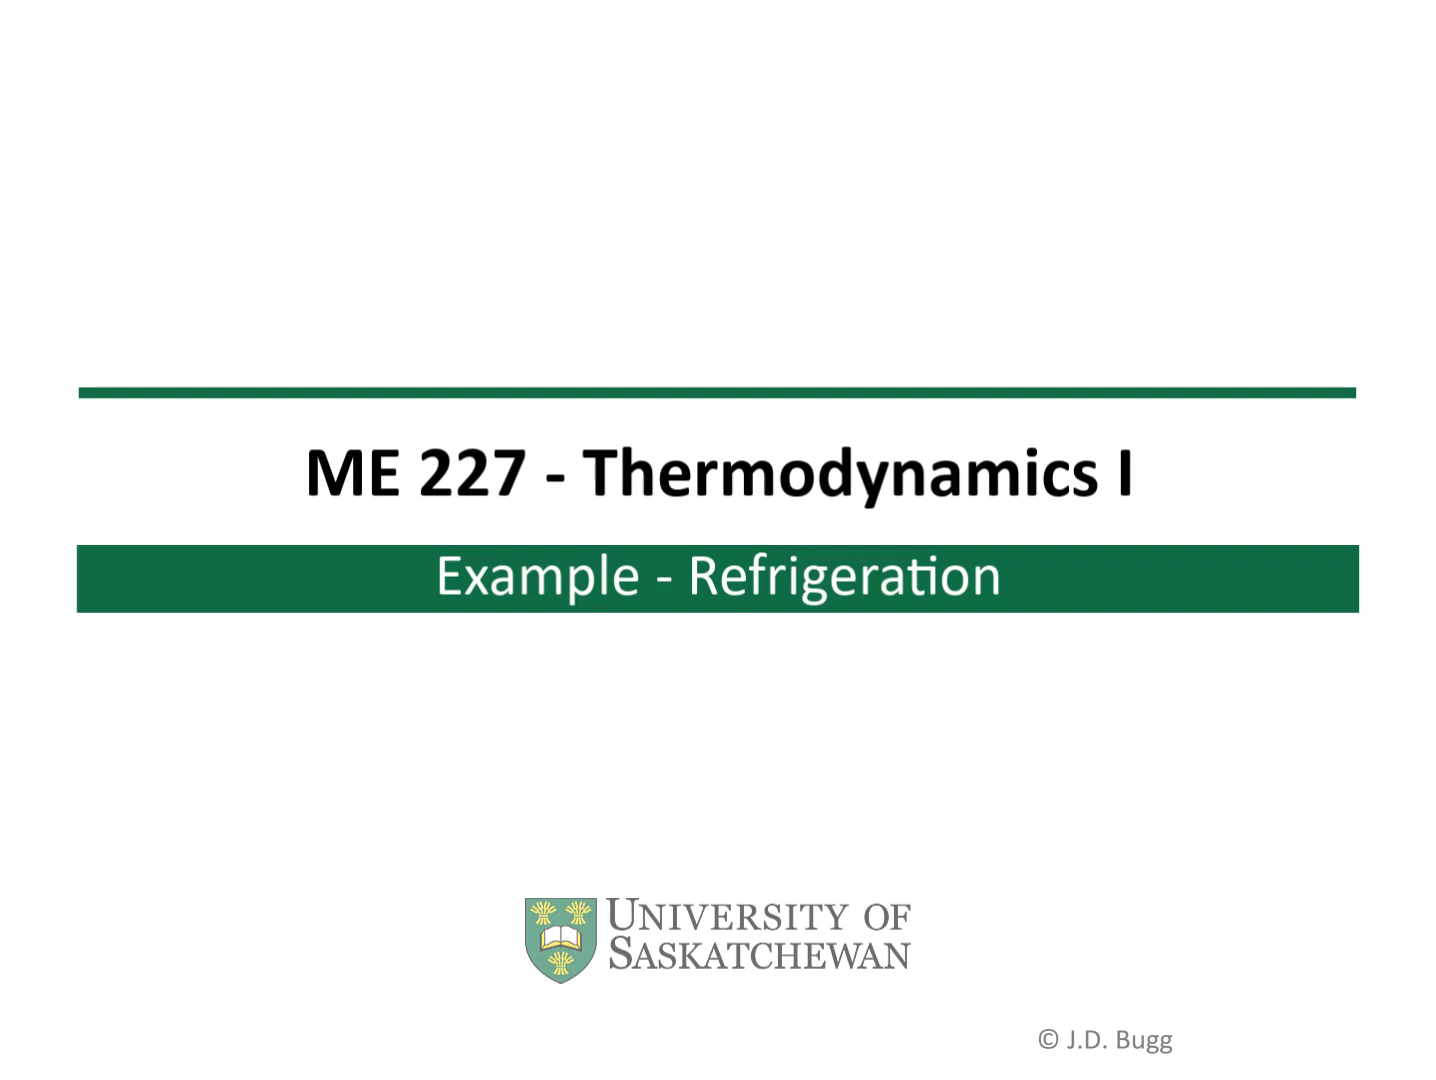 ME 227 - Thermodynamics I
Example - Refrigeration
UNIVERSITY OF
SASKATCHEWAN
© J.D. Bugg